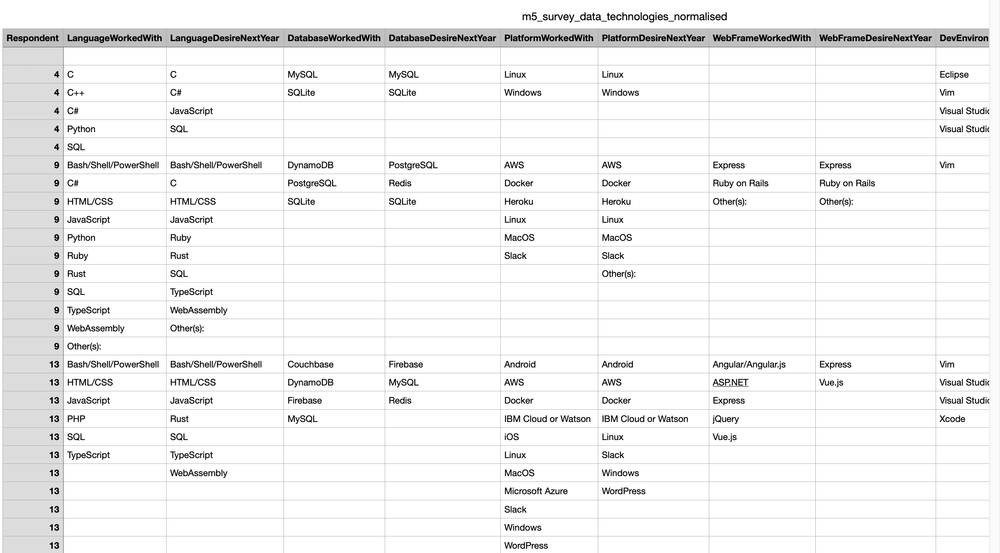 m5_survey_data_technologies_normalised
Respondent LanguageWorkedWith LanguageDesireNextYear DatabaseWorkedWith DatabaseDesireNextYear PlatformWorkedWith PlatformDesireNextYear WebFrameWorkedWith WebFrameDesireNextYear DevEnviron
4 C C MySQL MySQL Linux Linux Eclipse
4 C++ C# SQLite SQLite Windows Windows Vim
4 C# JavaScript Visual Studio
4 Python SQL Visual Studio
4 SQL
9 Bash/Shell/PowerShell Bash/Shell/PowerShell DynamoDB PostgreSQL AWS AWS Express Express Vim
9 C# C PostgreSQL Redis Docker Docker Ruby on Rails Ruby on Rails
9 HTML/CSS HTML/CSS SQLite SQLite Heroku Heroku Other(s): Other(s):
9 JavaScript JavaScript Linux Linux
9 Python Ruby MacOS MacOS
9 Ruby Rust Slack Slack
9 Rust SQL Other(s):
9 SQL TypeScript
9 TypeScript WebAssembly
9 WebAssembly Other(s):
9 Other(s):
13 Bash/Shell/PowerShell Bash/Shell/PowerShell Couchbase Firebase Android Android Angular/Angular.js Express Vim
13 HTML/CSS HTML/CSS DynamoDB MySQL AWS AWS ASP.NET Vue.js Visual Studio
13 JavaScript JavaScript Firebase Redis Docker Docker Express Visual Studio
13 PHP Rust MySQL IBM Cloud or Watson IBM Cloud or Watson jQuery Xcode
13 SQL SQL iOS Linux Vue.js
13 TypeScript TypeScript Linux Slack
13 WebAssembly MacOS Windows
13 Microsoft Azure WordPress
13 Slack
13 Windows
13 WordPress